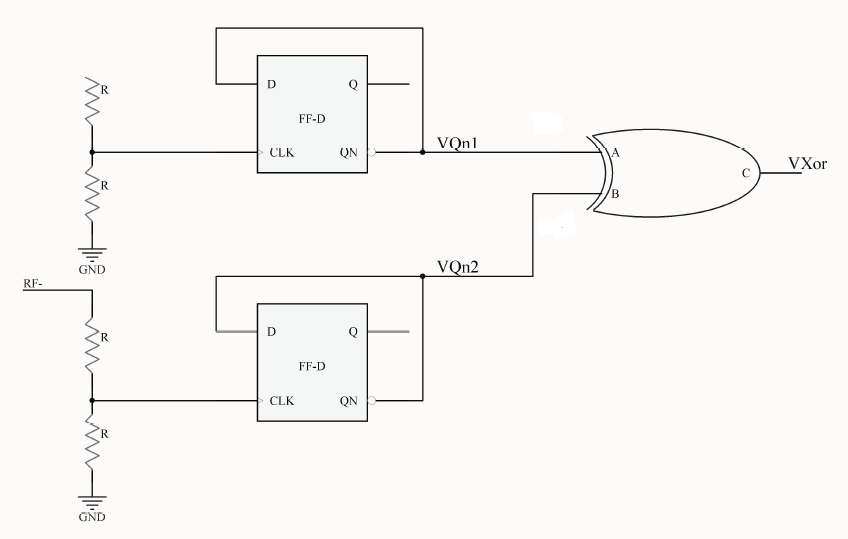 R
D
Q
FF-D
CLK
QN
VQn1
R
GND
A
B
C
VXor
RF-
VQn2
R
D
Q
FF-D
CLK
QN
R
GND